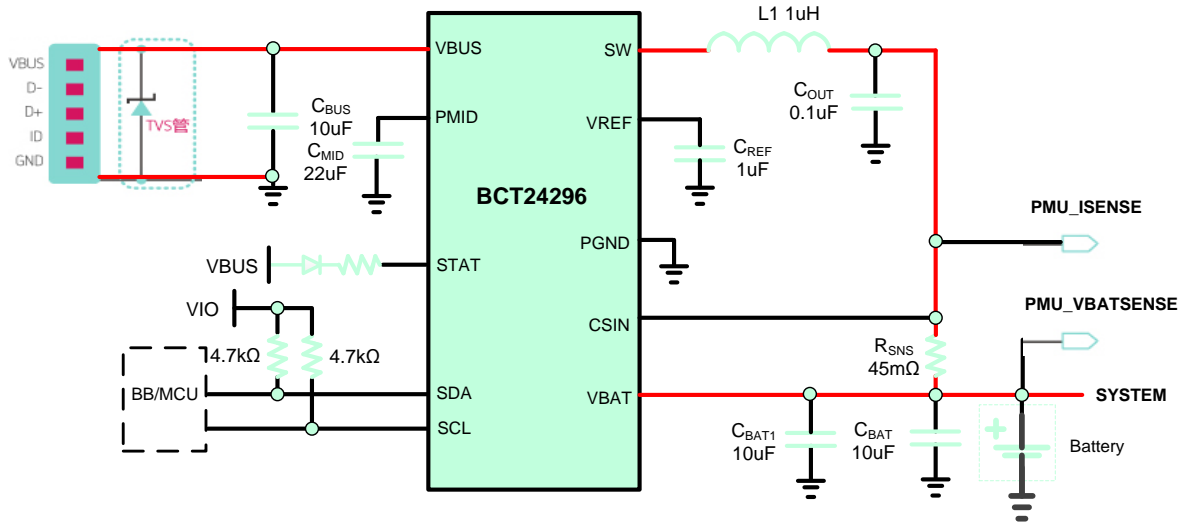 L1 1uH
VBUS
D-
D+
ID
GND
TVS管
CBUS
10uF
CMID
22uF
VBUS
PMID
STAT
SDA
SCL
BCT24296
SW
VREF
PGND
CSIN
VBAT
COUT
0.1uF
CREF
1uF
PMU_ISENSE
PMU_VBATSENSE
RSNS
45mΩ
SYSTEM
CBAT1
10uF
CBAT
10uF
Battery
VBUS
VIO
4.7kΩ
4.7kΩ
BB/MCU